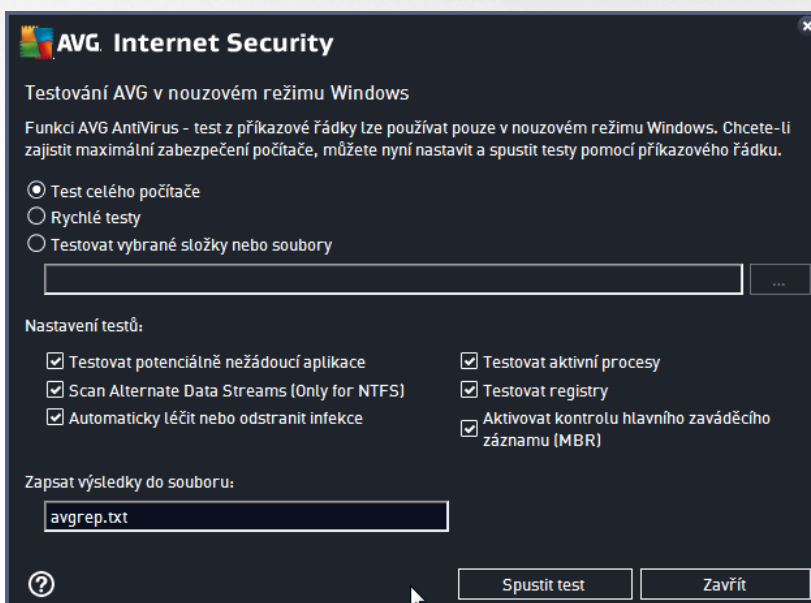 AVG. Internet Security
Testování AVG v nouzovém režimu Windows
Funkci AVG AntiVirus - test z příkazové řádky lze používat pouze v nouzovém režimu Windows. Chcete-li
zajistit maximální zabezpečení počítače, můžete nyní nastavit a spustit testy pomocí příkazového řádku.
Test celého počítače
Rychlé testy
Testovat vybrané složky nebo soubory
...
Nastavení testů:
Testovat potenciálně nežádoucí aplikace
Testovat aktivní procesy
Scan Alternate Data Streams (Only for NTFS)
Testovat registry
Automaticky léčit nebo odstranit infekce
Aktivovat kontrolu hlavního zaváděcího
záznamu (MBR)
Zapsat výsledky do souboru:
avgrep.txt
Spustit test
Zavřít